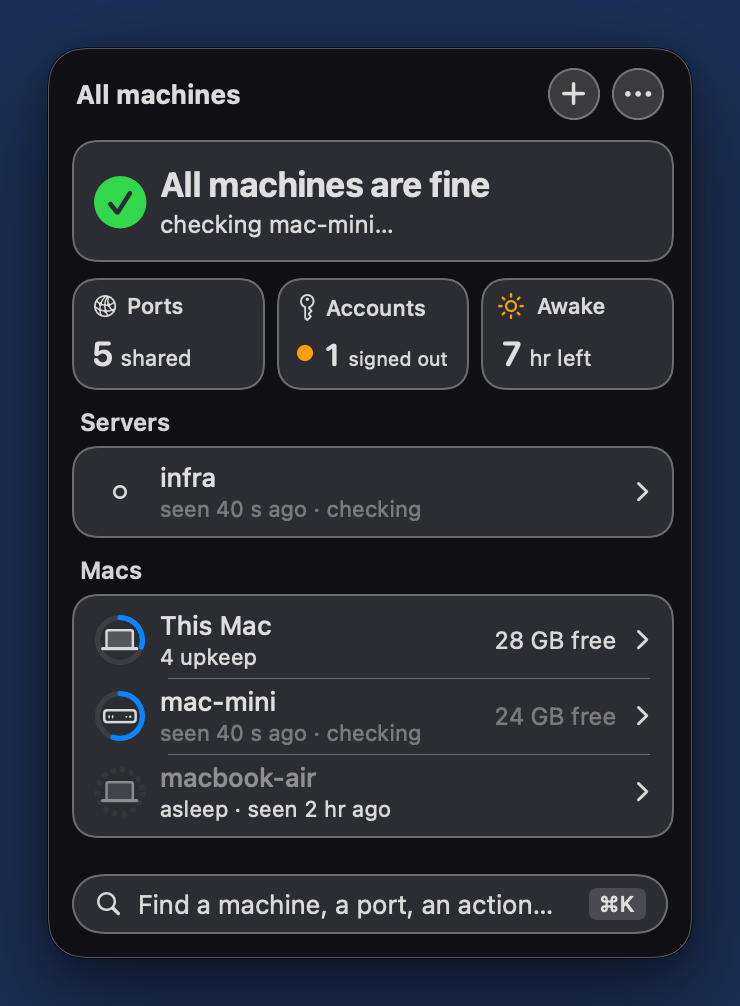 All machines
All machines are fine
checking mac-mini…
Ports
5 shared
Accounts
1 signed out
Awake
7 hr left
Servers
infra
seen 40 s ago · checking
Macs
This Mac
28 GB free
4 upkeep
mac-mini
24 GB free
seen 40 s ago · checking
macbook-air
asleep · seen 2 hr ago
Find a machine, a port, an action… ⌘K